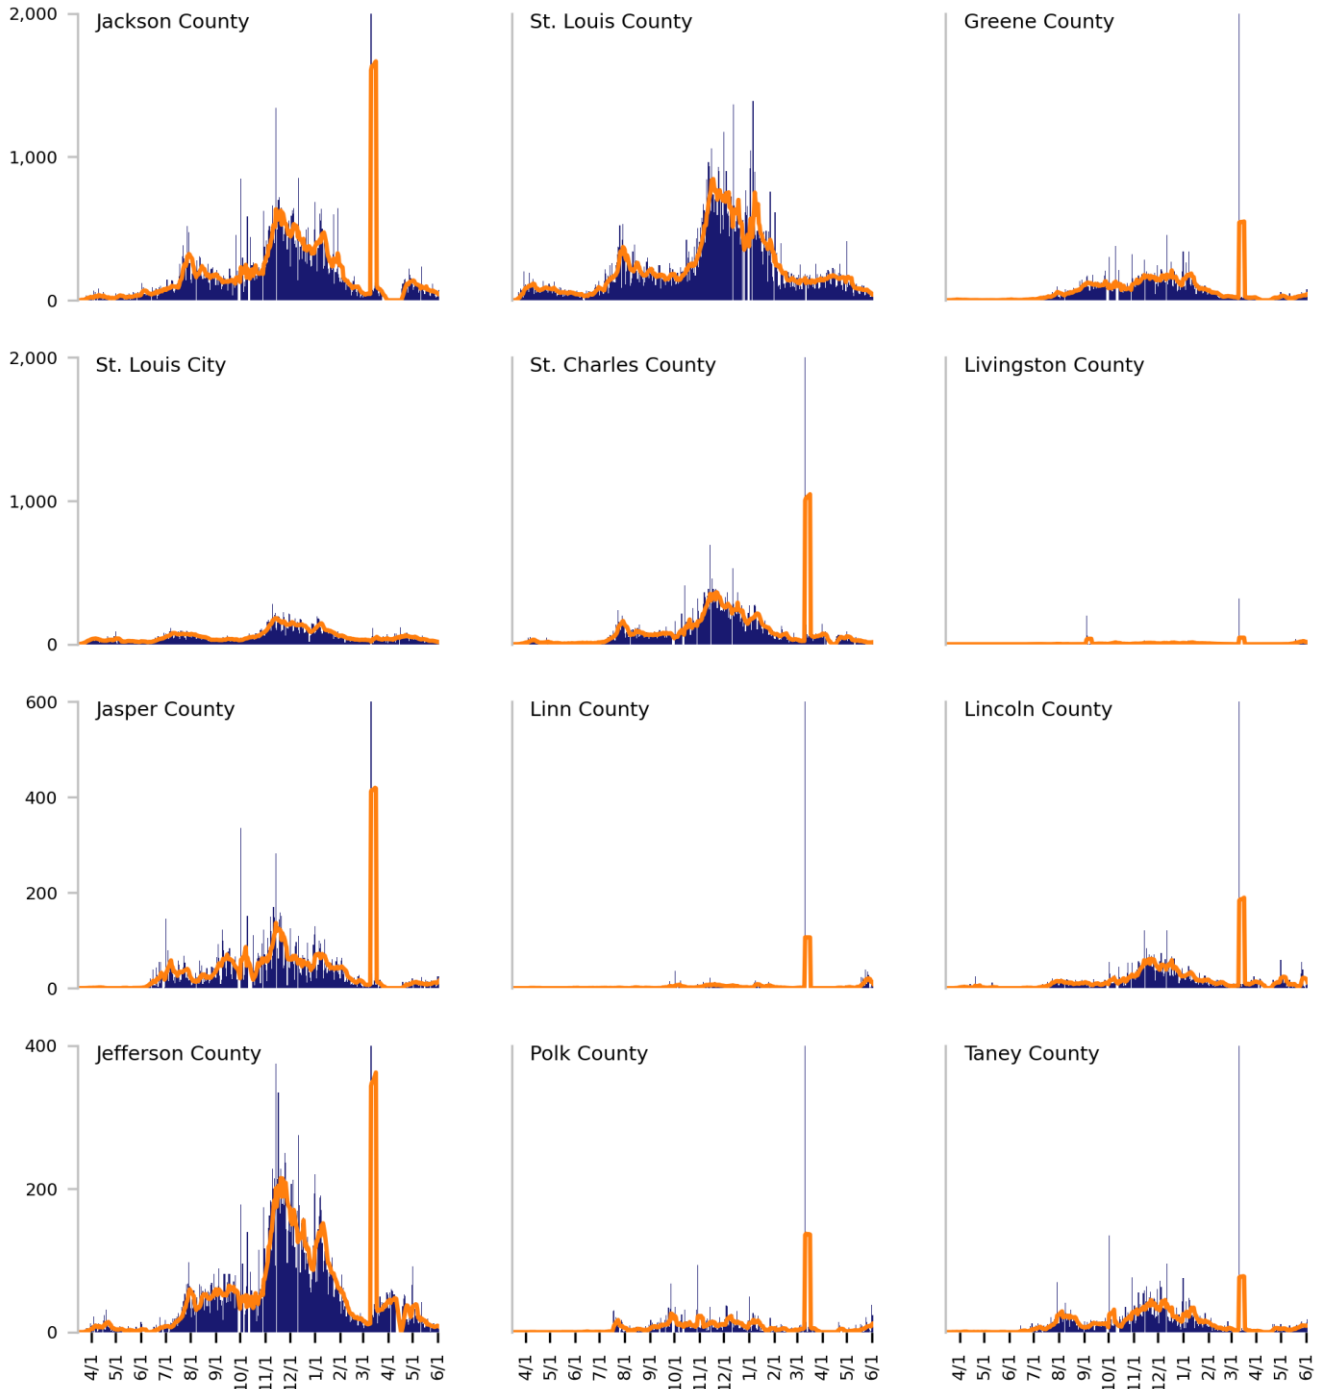 2,000
Jackson County
St. Louis County
Greene County
1,000
0
2,000
St. Louis City
St. Charles County
Livingston County
1,000
0
600
Jasper County
Linn County
Lincoln County
400
200
0
400
Jefferson County
Polk County
Taney County
200
0
4/1 5/1 6/1 7/1 8/1 9/1 10/1 11/1 12/1 1/1 2/1 3/1 4/1 5/1 6/1
4/1 5/1 6/1 7/1 8/1 9/1 10/1 11/1 12/1 1/1 2/1 3/1 4/1 5/1 6/1
4/1 5/1 6/1 7/1 8/1 9/1 10/1 11/1 12/1 1/1 2/1 3/1 4/1 5/1 6/1